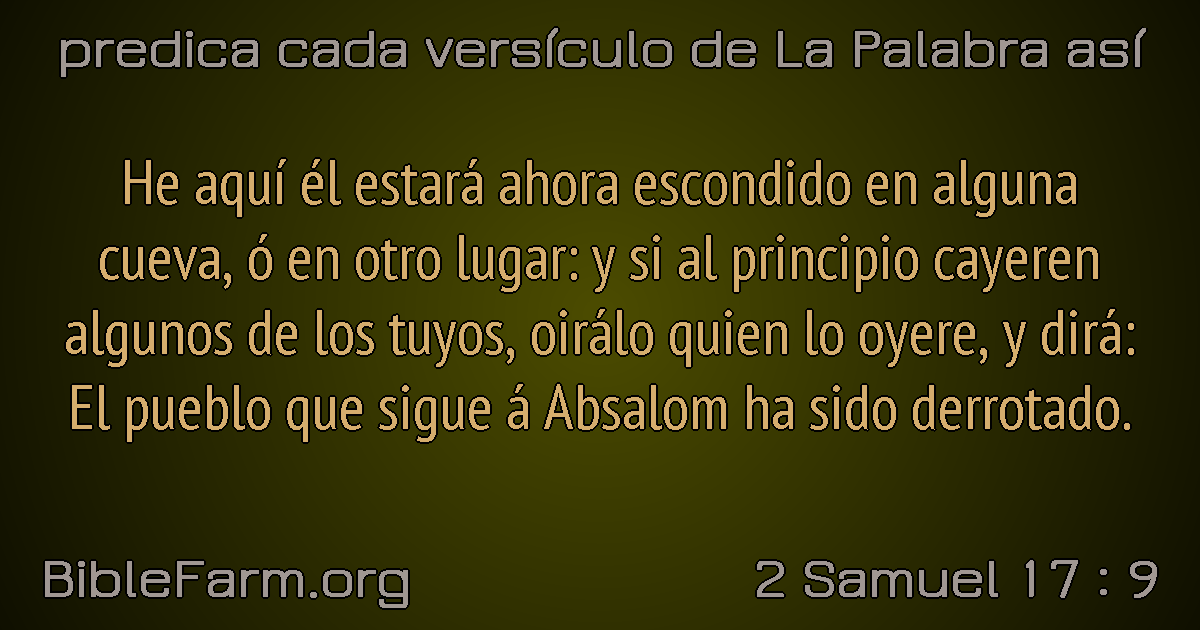 predica cada versículo de La Palabra así
He aquí él estará ahora escondido en alguna
cueva, ó en otro lugar: y si al principio cayeren
algunos de los tuyos, oirálo quien lo oyere, y dirá:
El pueblo que sigue á Absalom ha sido derrotado.
BibleFarm.org
2 Samuel 17 : 9